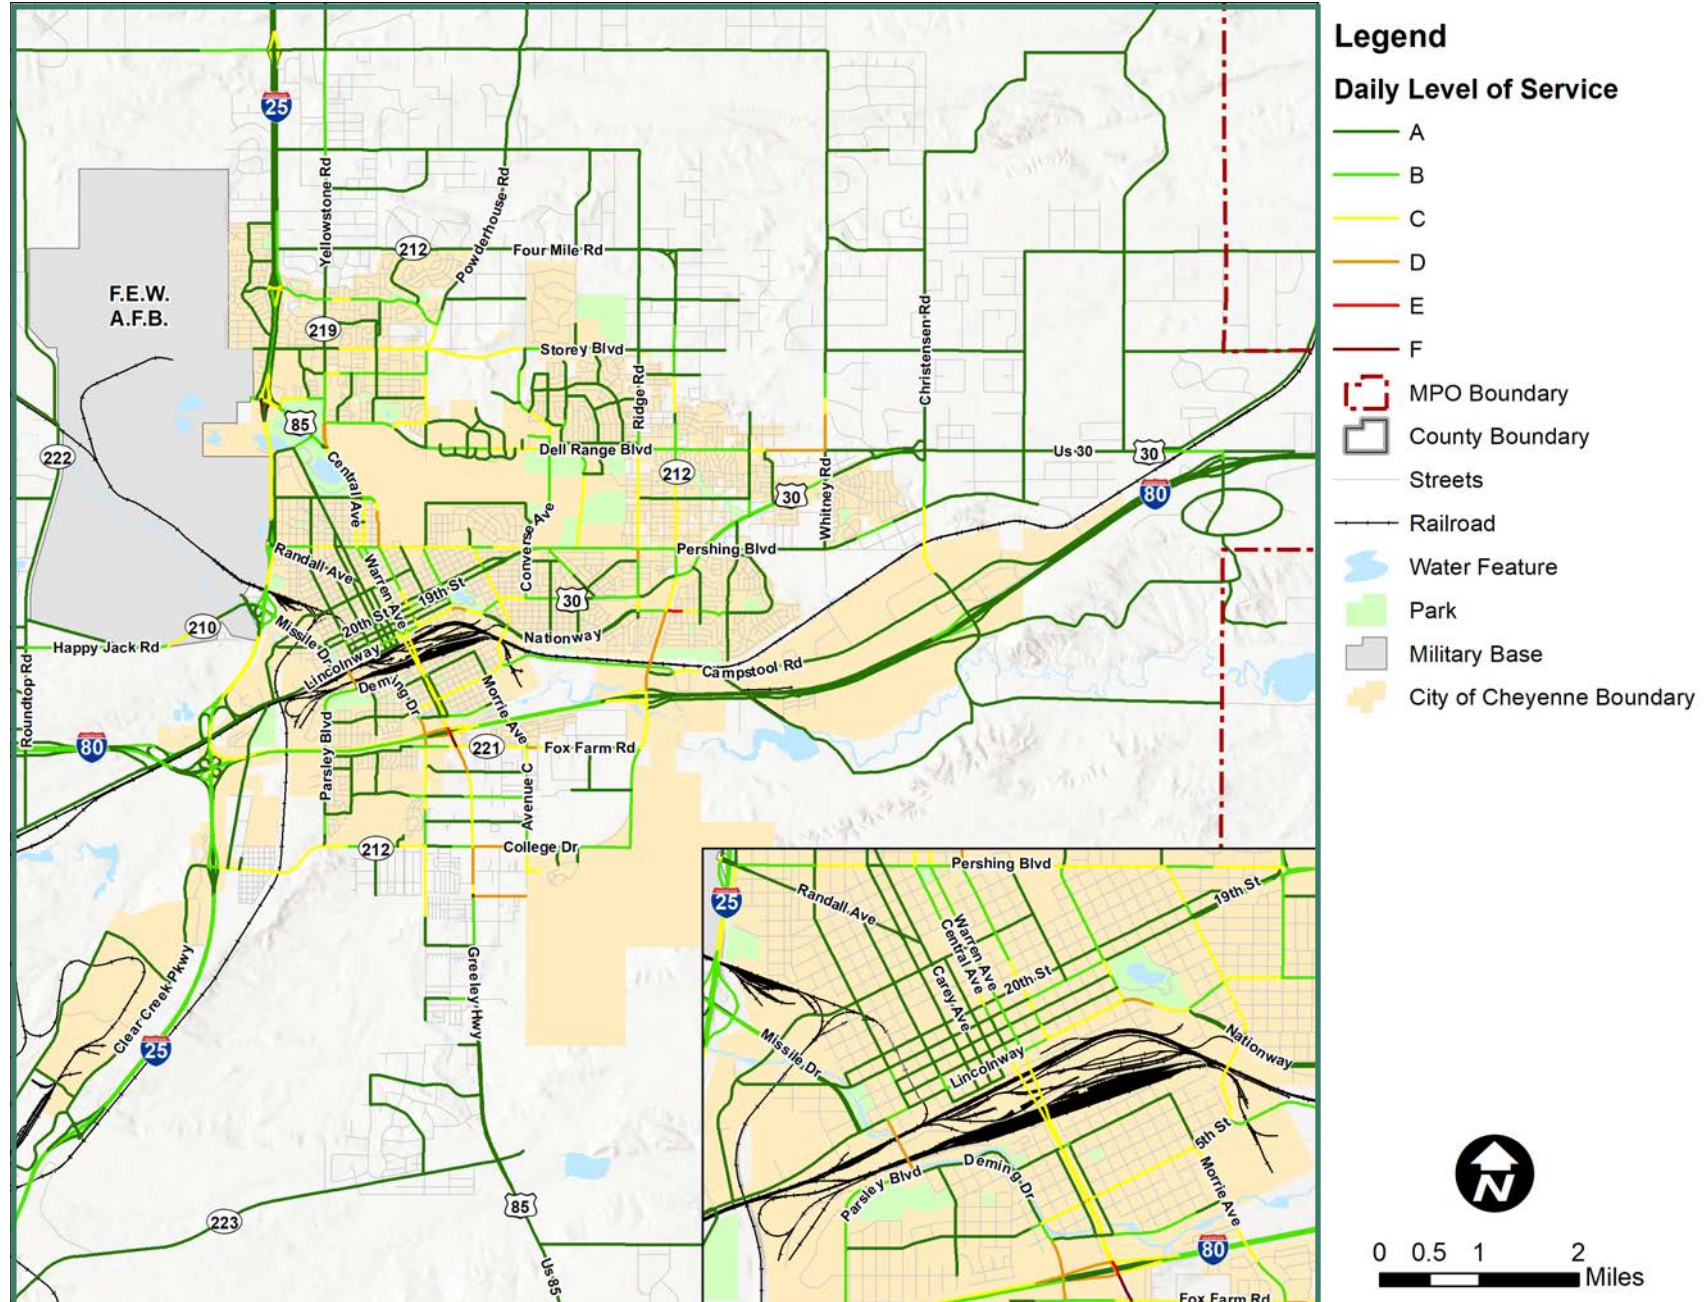 Legend
Daily Level of Service
A
B
C
D
E
F
MPO Boundary
County Boundary
Streets
Railroad
Water Feature
Park
Military Base
City of Cheyenne Boundary
0 0.5 1 2
Miles
N
25
Yellowstone Rd
Powderhouse Rd
212
Four Mile Rd
F.E.W.
A.F.B.
219
Storey Blvd
Ridge Rd
Christensen Rd
85
222
Central Ave
Dell Range Blvd
212
30
Whitney Rd
Us 30
30
80
Converse Ave
Pershing Blvd
Randall Ave
Warren Ave
19th St
20th St
30
210
Happy Jack Rd
Missile Dr
Lincolnway
Nationway
Campstool Rd
Deming Dr
Morrie Ave
Roundtop Rd
80
Parsley Blvd
221
Fox Farm Rd
Avenue C
212
College Dr
Clear Creek Pkwy
25
Greeley Hwy
85
223
Us 85
Pershing Blvd
25
Randall Ave
19th St
Warren Ave
Central Ave
20th St
Carey Ave
Missile Dr
Lincolnway
Nationway
Parsley Blvd
Deming Dr
5th St
Morrie Ave
80
Fox Farm Rd